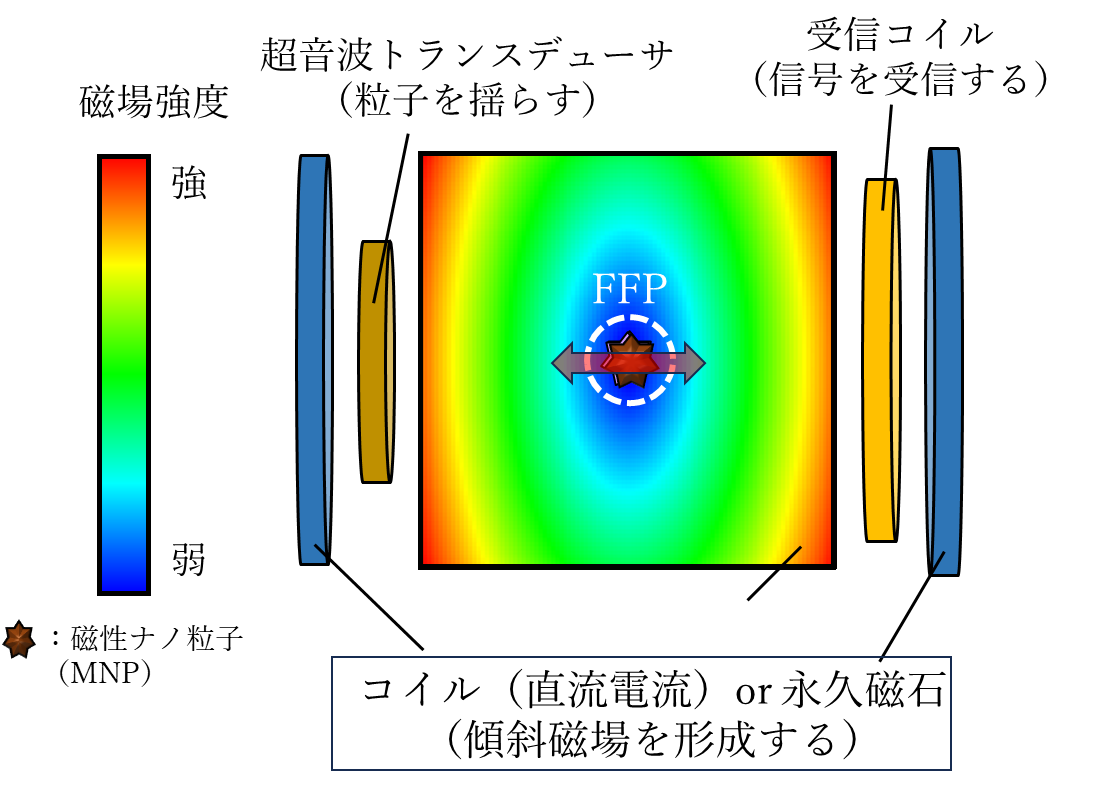 超音波トランスデューサ
（粒子を揺らす）
受信コイル
（信号を受信する）
磁場強度
強
弱
FFP
：磁性ナノ粒子
（MNP）
コイル（直流電流）or 永久磁石
（傾斜磁場を形成する）